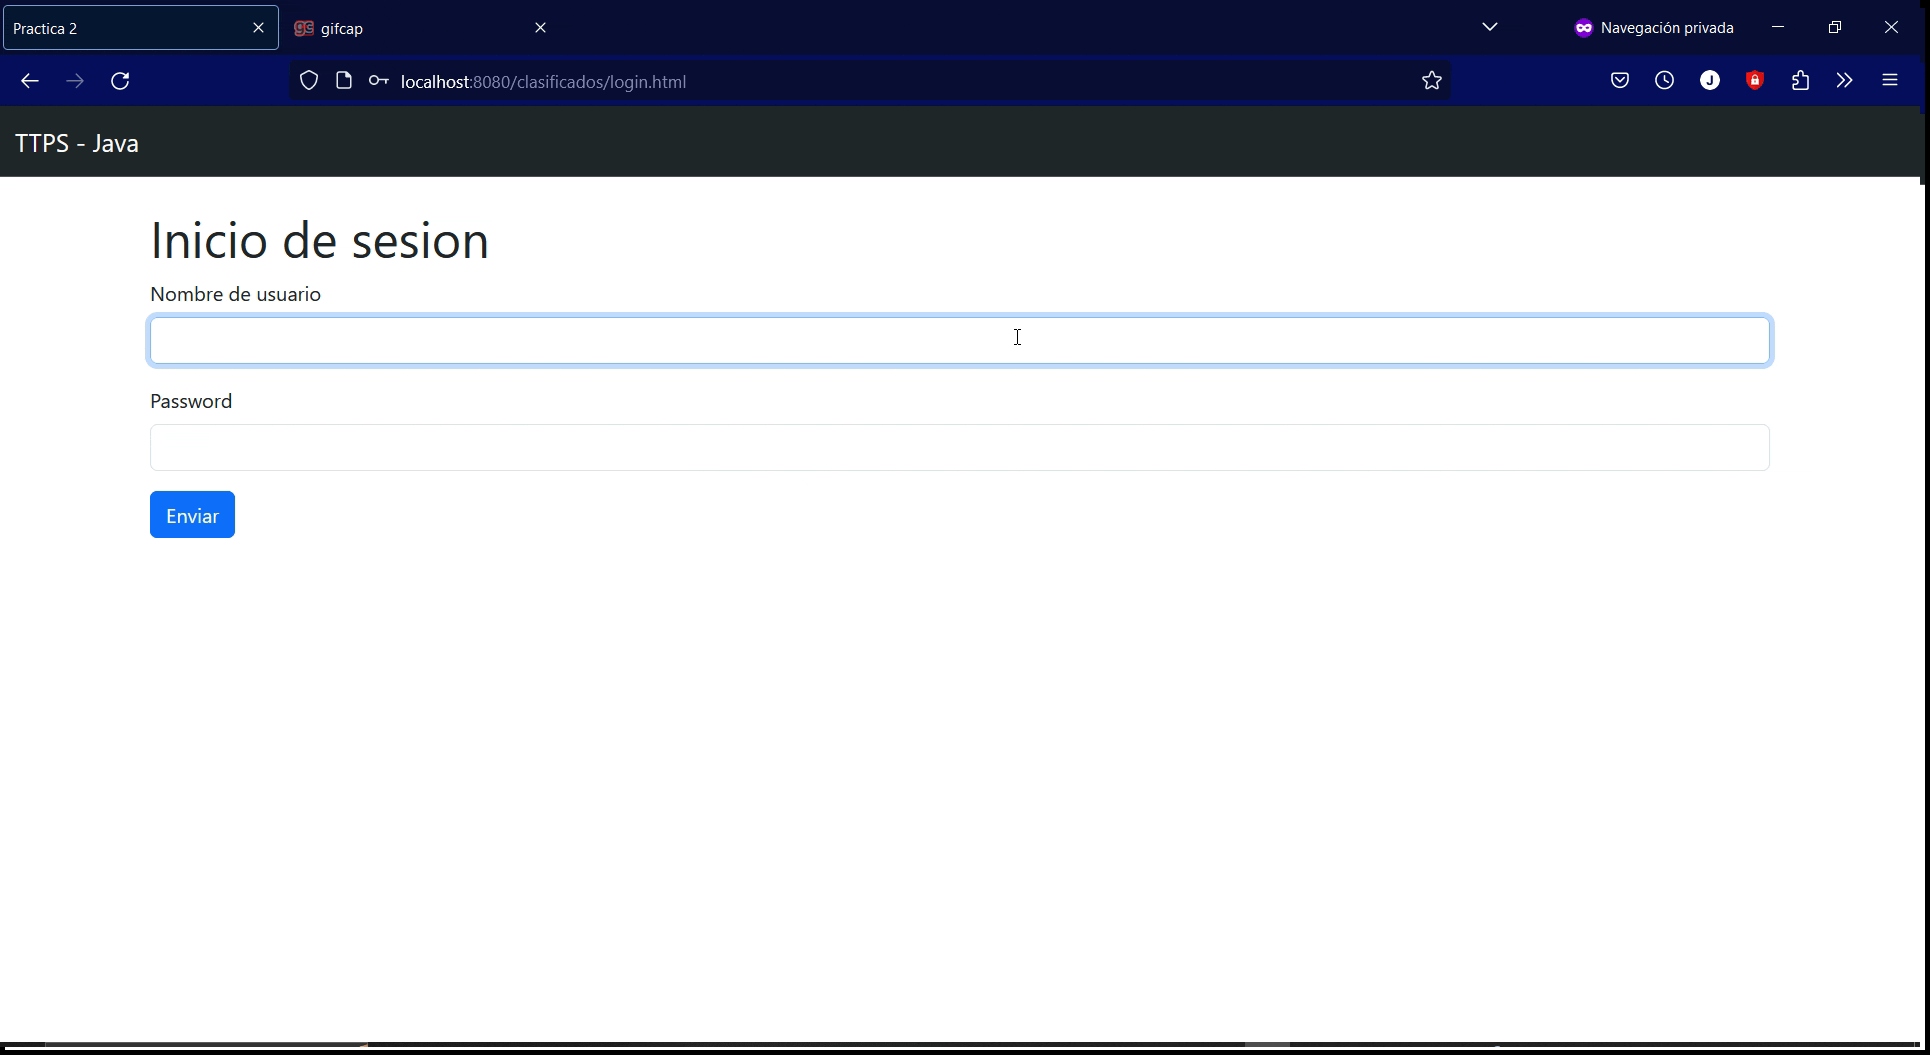 Practica 2
gc gifcap
Navegación privada
localhost:8080/clasificados/login.html
J
TTPS - Java
Inicio de sesion
Nombre de usuario
Password
Enviar